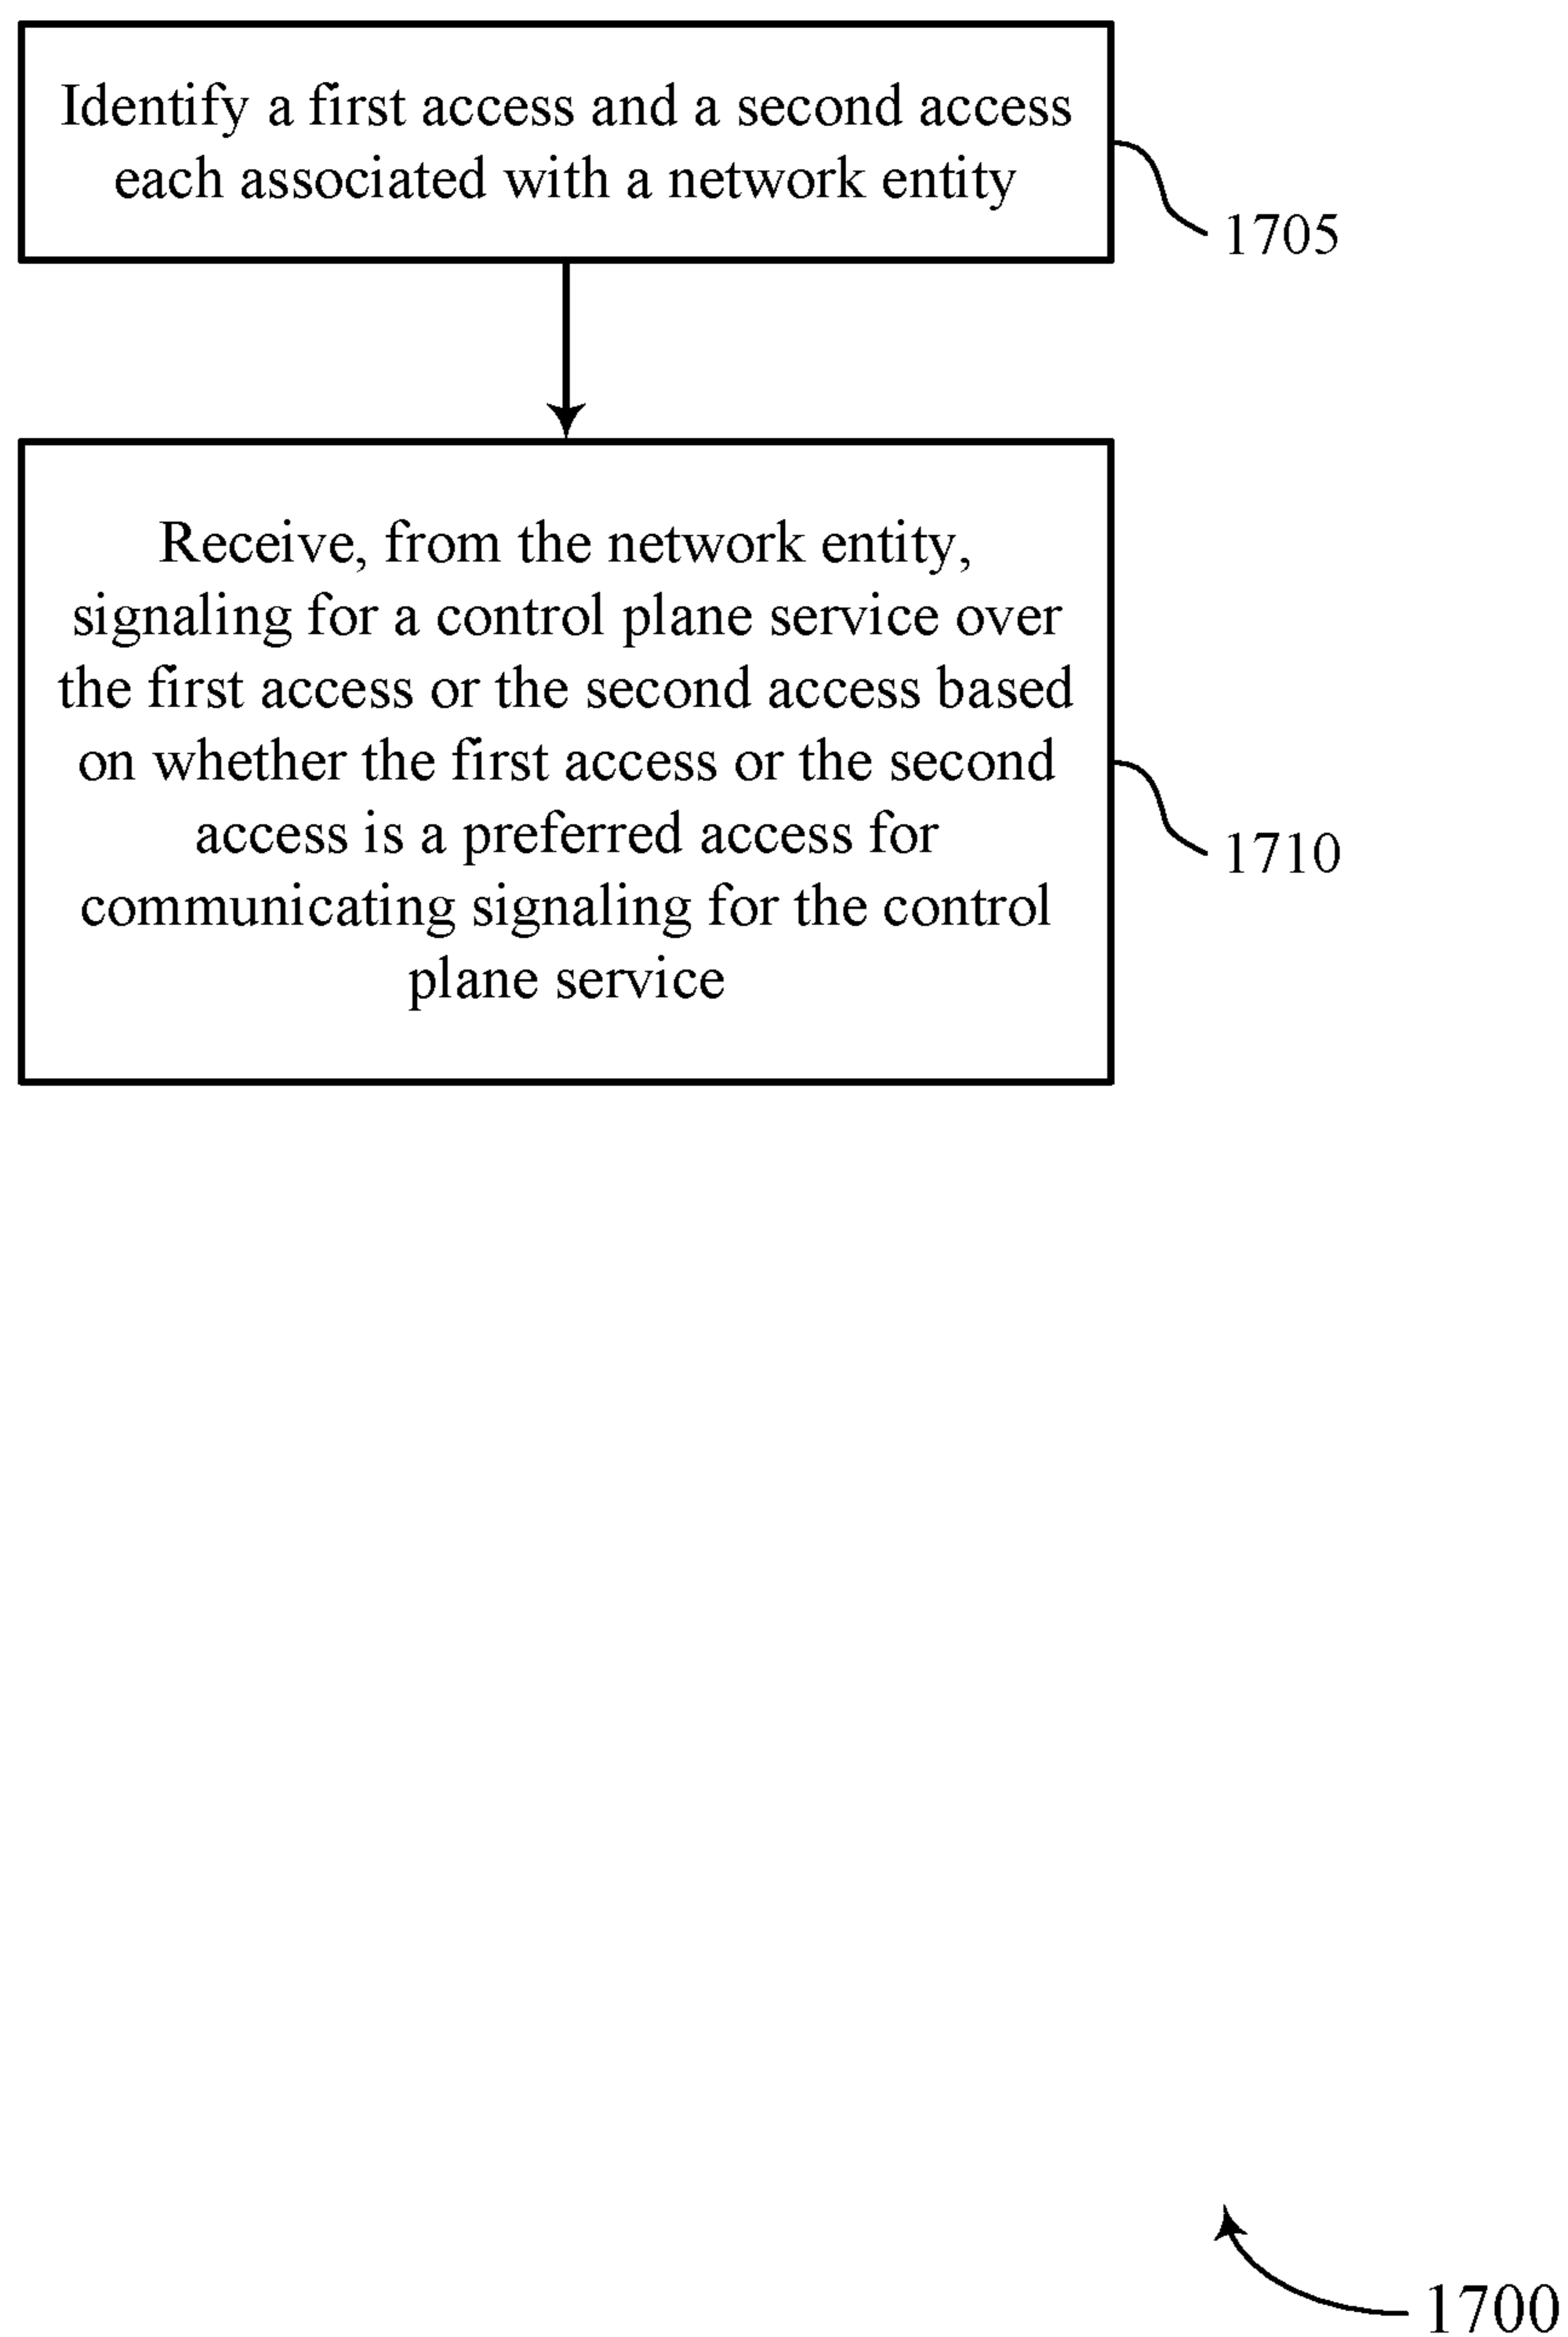 Identify a first access and a second access
each associated with a network entity
1705
Receive, from the network entity,
signaling for a control plane service over
the first access or the second access based
on whether the first access or the second
access is a preferred access for
communicating signaling for the control
plane service
1710
1700